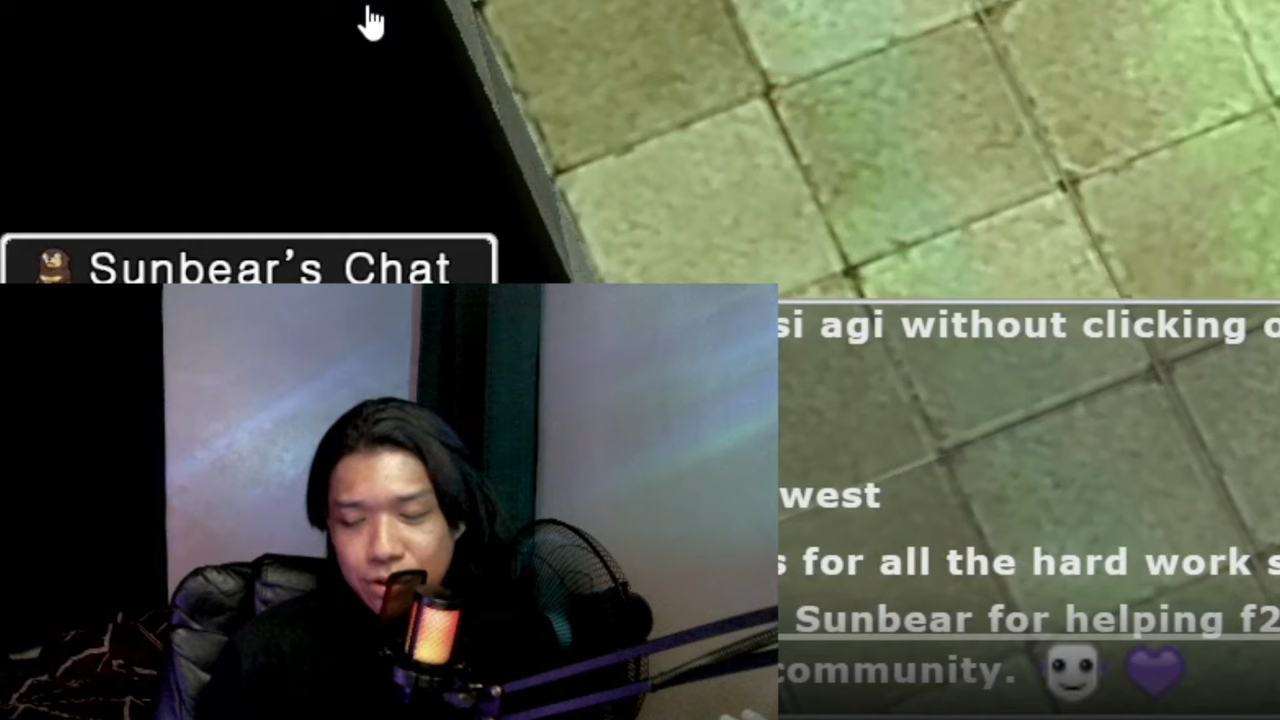 Sunbear's Chat
si agi without clicking o
west
s for all the hard work s
Sunbear for helping f2
community.